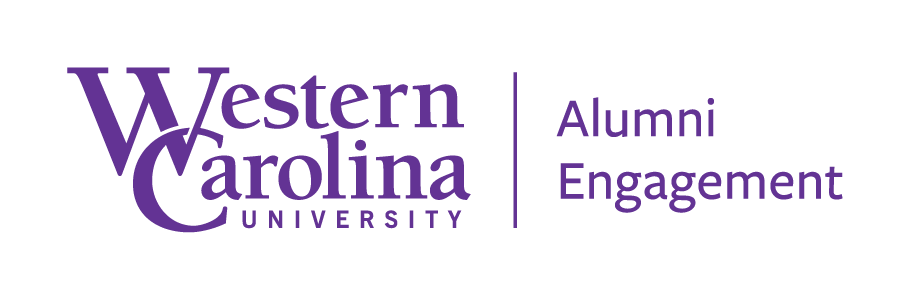 Western
Carolina
UNIVERSITY
Alumni
Engagement